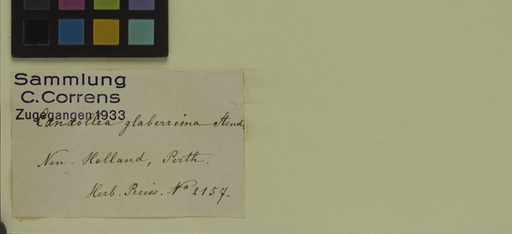 Sammlung
C. Correns
Zugegangen 1933
Candollea glaberrima Steud.
Neu. Holland, Perth.
Herb. Preiss. No 2157.